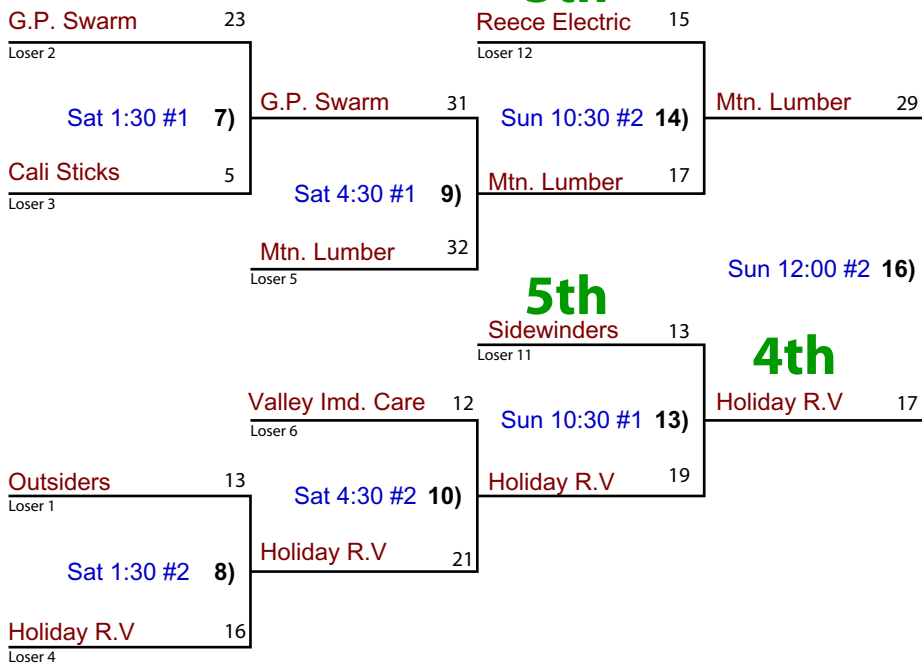 G.P. Swarm 23
Loser 2
Reece Electric 15
Loser 12
Sat 1:30 #1 7)
G.P. Swarm 31
Sun 10:30 #2 14)
Mtn. Lumber 29
Cali Sticks 5
Loser 3
Sat 4:30 #1 9)
Mtn. Lumber 17
Mtn. Lumber 32
Loser 5
Sun 12:00 #2 16)
5th
Sidewinders 13
Loser 11
4th
Valley Imd. Care 12
Loser 6
Sun 10:30 #1 13)
Holiday R.V 17
Outsiders 13
Loser 1
Sat 4:30 #2 10)
Holiday R.V 19
Sat 1:30 #2 8)
Holiday R.V 21
Holiday R.V 16
Loser 4